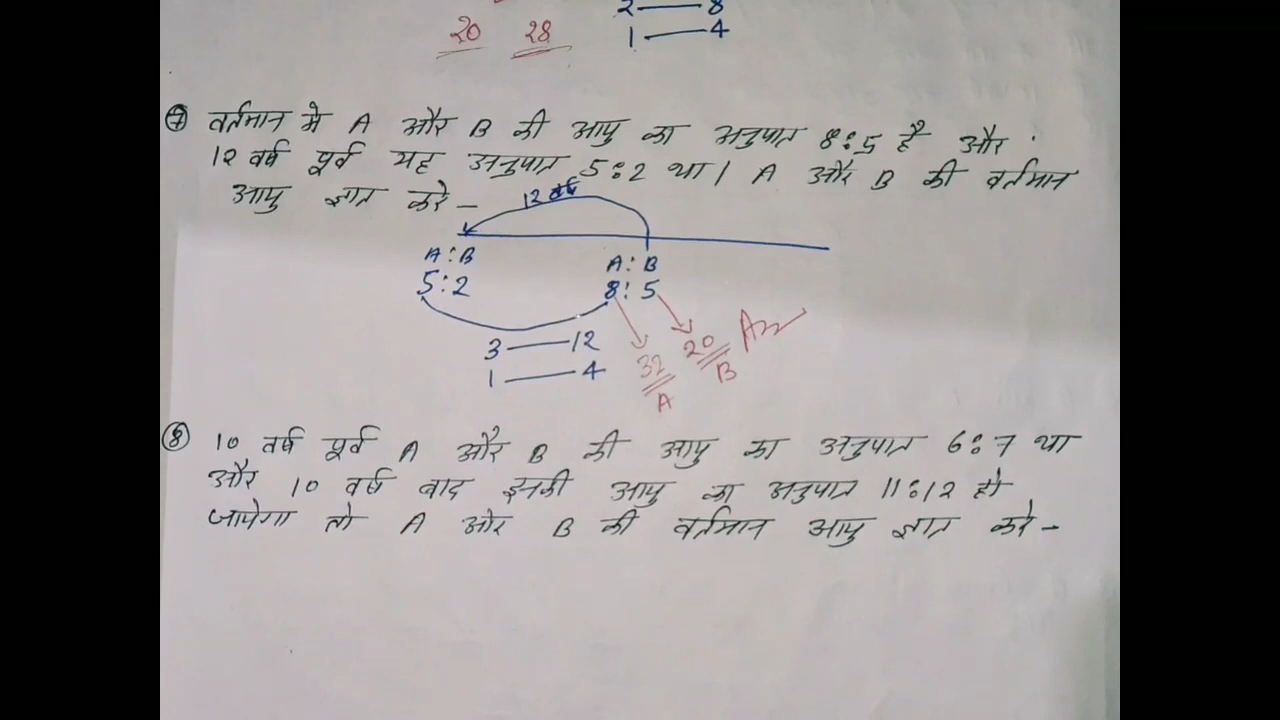 2 — 8
20 28
1 — 4
7 वर्तमान मे A और B की आयु का अनुपात 8:5 है और
12 वर्ष पूर्व यह अनुपात 5:2 था। A और B की वर्तमान
आयु ज्ञात करे -
12 वर्ष
A:B A:B
5:2 8:5
3 — 12
1 — 4
32 20 Ans
A B
8 10 वर्ष पूर्व A और B की आयु का अनुपात 6:7 था
और 10 वर्ष बाद इनकी आयु का अनुपात 11:12 हो
जायेगा तो A ओर B की वर्तमान आयु ज्ञात करे -